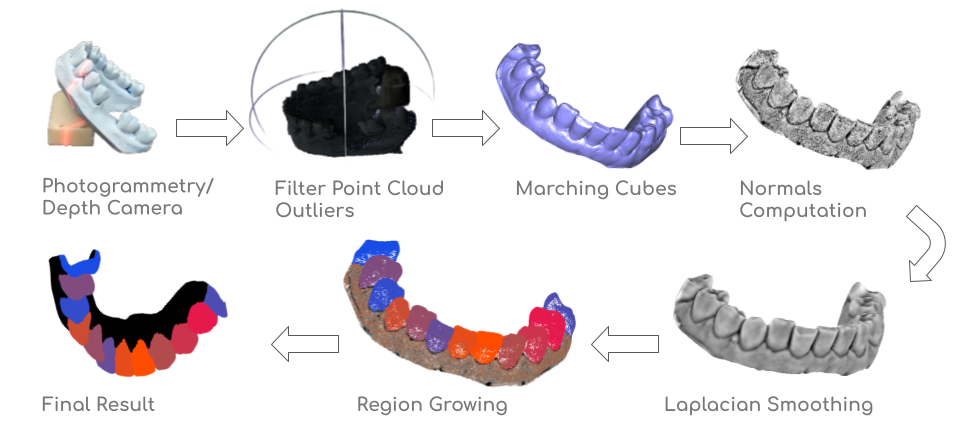 Photogrammetry/
Depth Camera
Filter Point Cloud
Outliers
Marching Cubes
Normals
Computation
Final Result
Region Growing
Laplacian Smoothing